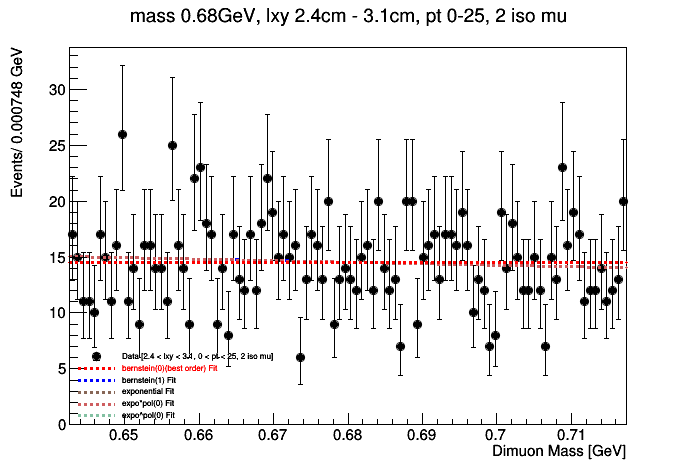 mass 0.68GeV, lxy 2.4cm - 3.1cm, pt 0-25, 2 iso mu
Events/ 0.000748 GeV
30
25
20
15
10
5
0
Data [2.4 < lxy < 3.1, 0 < pt < 25, 2 iso mu]
bernstein(0)(best order) Fit
bernstein(1) Fit
exponential Fit
expo*pol(0) Fit
expo^pol(0) Fit
0.65 0.66 0.67 0.68 0.69 0.7 0.71
Dimuon Mass [GeV]